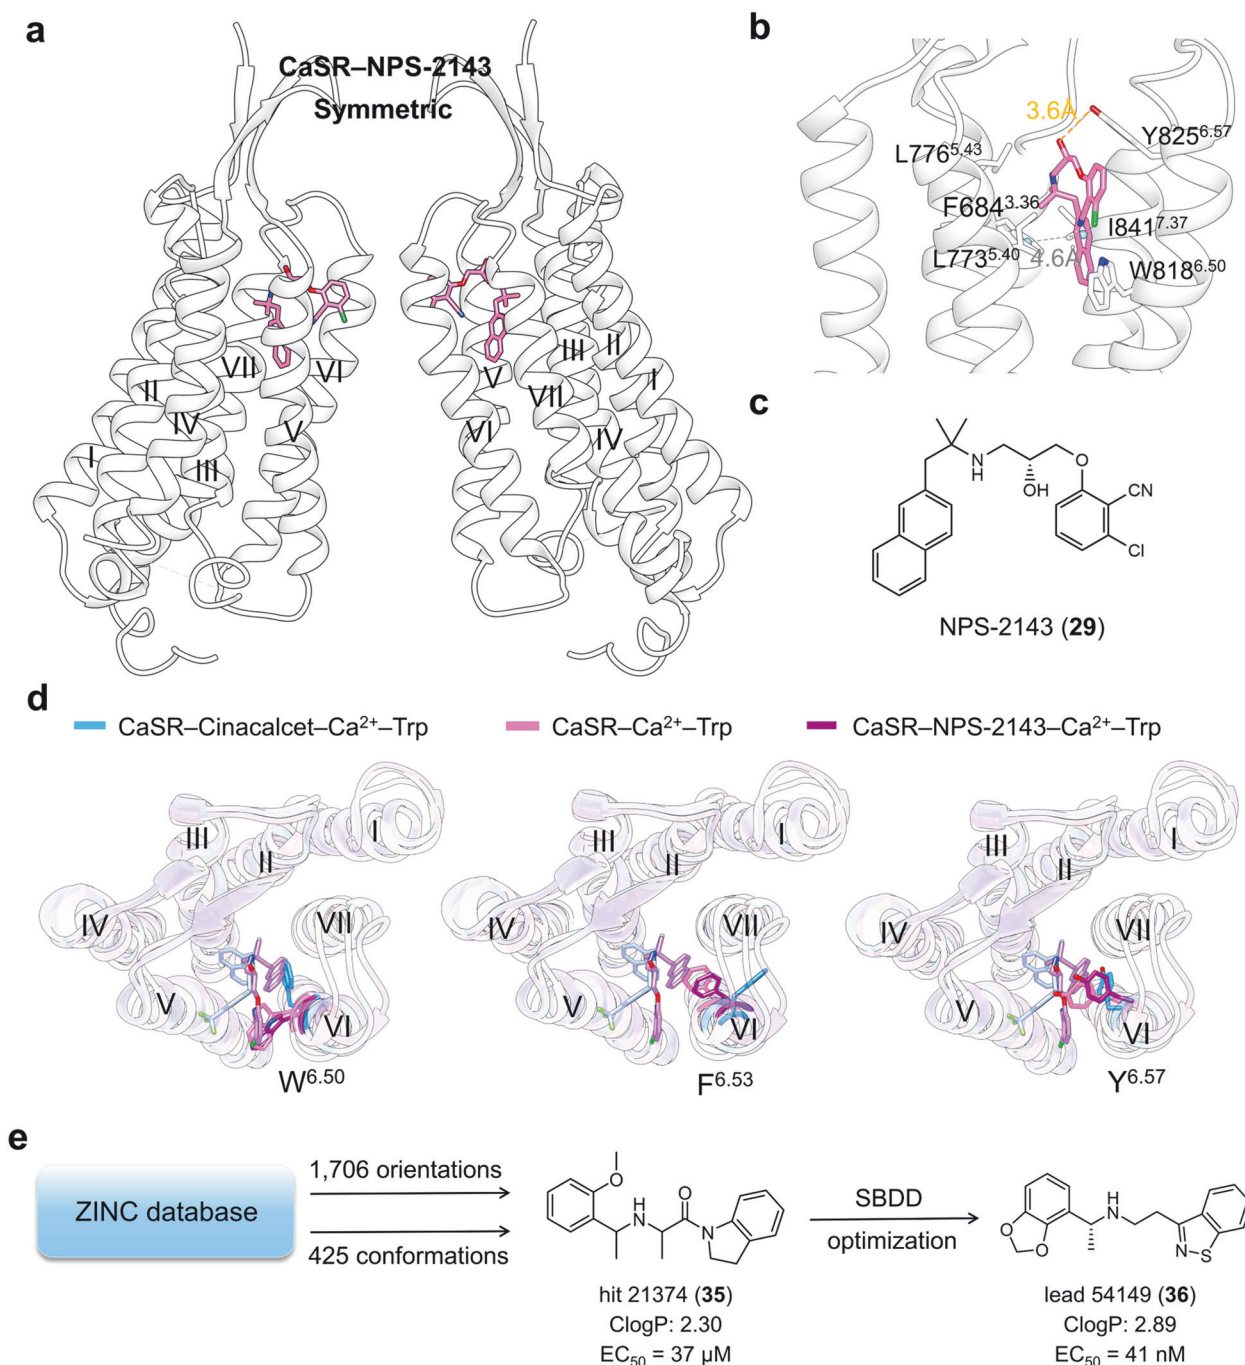 a
CaSR–NPS-2143
Symmetric
VII
VI
II
IV
V
I
III
III
II
V
VII
I
VI
IV
b
3.6Å
Y825^6.57
L776^5.43
F684^3.36
I841^7.37
L773^5.40
4.6Å
W818^6.50
c
N
H
O
OH
CN
Cl
NPS-2143 (29)
d
CaSR–Cinacalcet–Ca²⁺–Trp
CaSR–Ca²⁺–Trp
CaSR–NPS-2143–Ca²⁺–Trp
III
II
I
IV
VII
V
VI
W^6.50
III
II
I
IV
VII
V
VI
F^6.53
III
II
I
IV
VII
V
VI
Y^6.57
e
ZINC database
1,706 orientations
425 conformations
O
H
N
O
N
hit 21374 (35)
ClogP: 2.30
EC₅₀ = 37 µM
SBDD
optimization
H
N
O
O
N
S
lead 54149 (36)
ClogP: 2.89
EC₅₀ = 41 nM